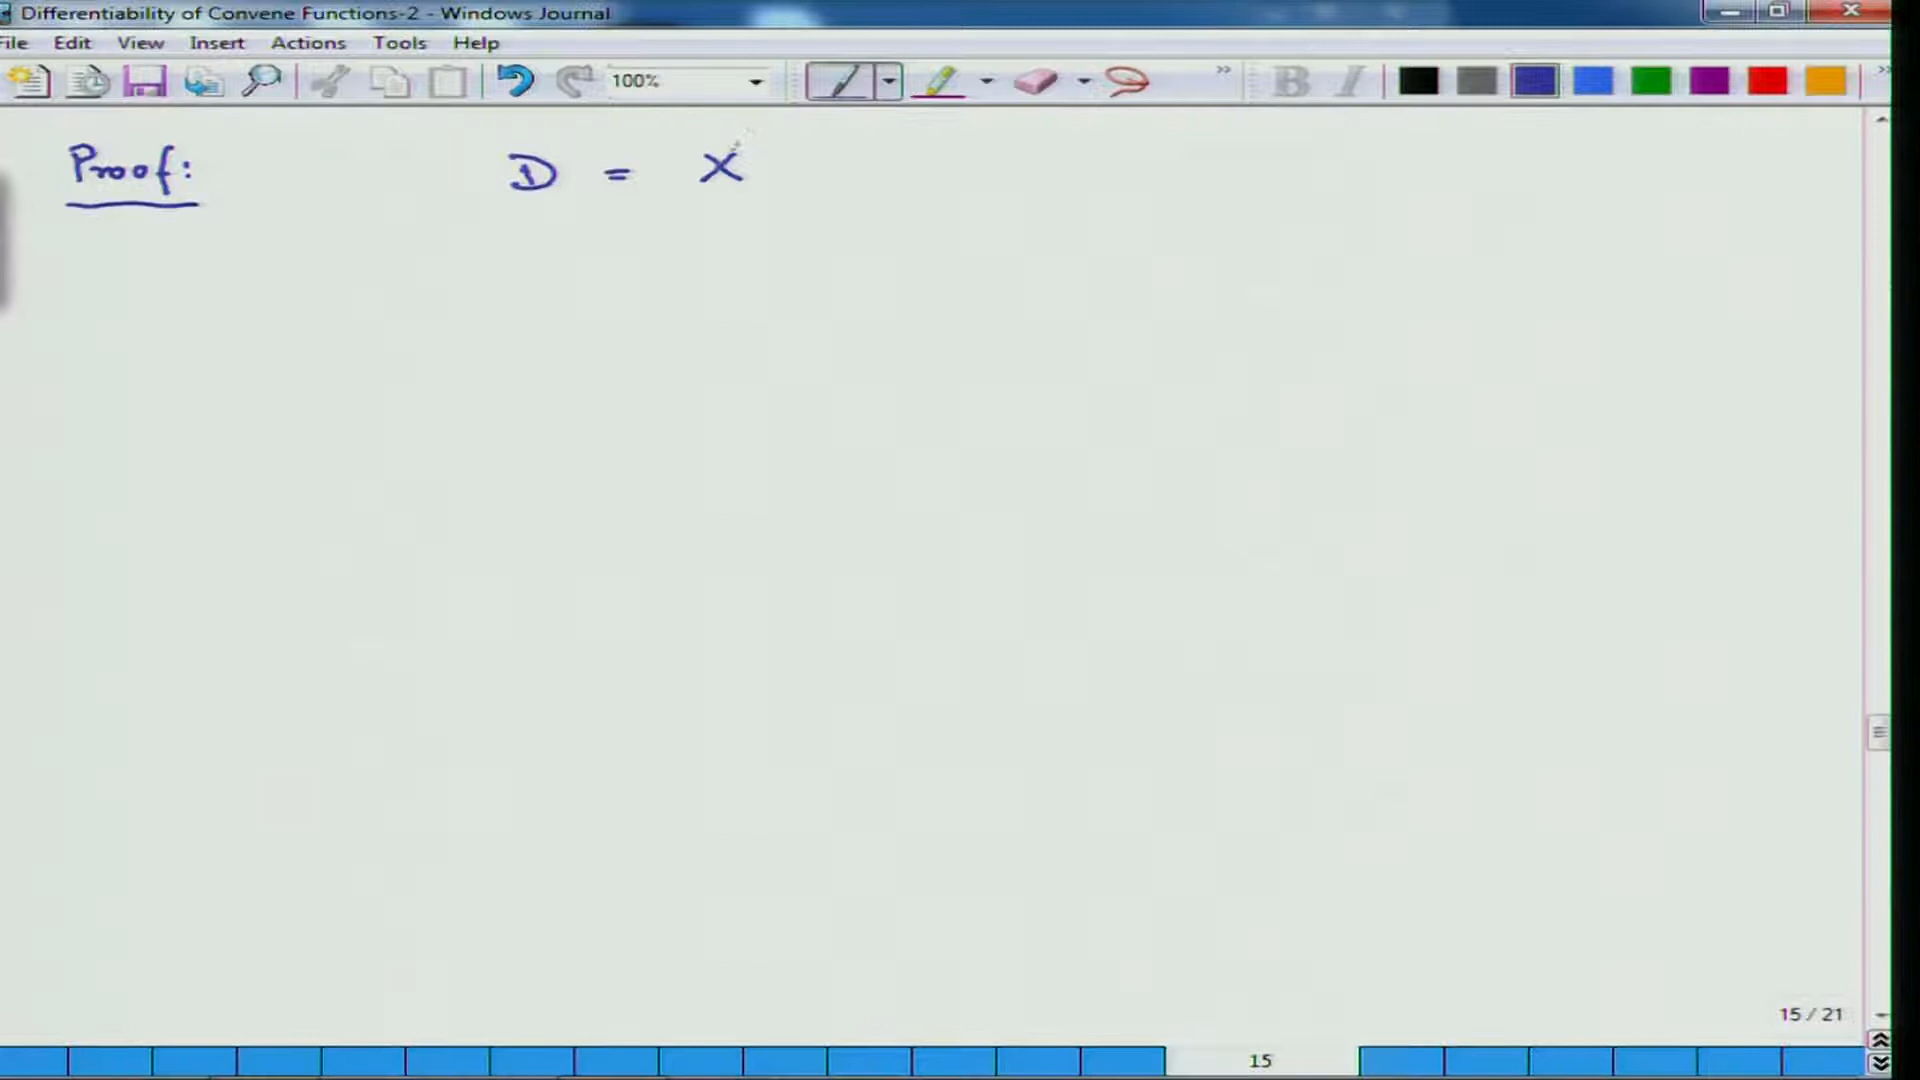 Differentiability of Convene Functions-2 - Windows Journal
File Edit View Insert Actions Tools Help
100% B I
Proof: D = X
15 / 21
15